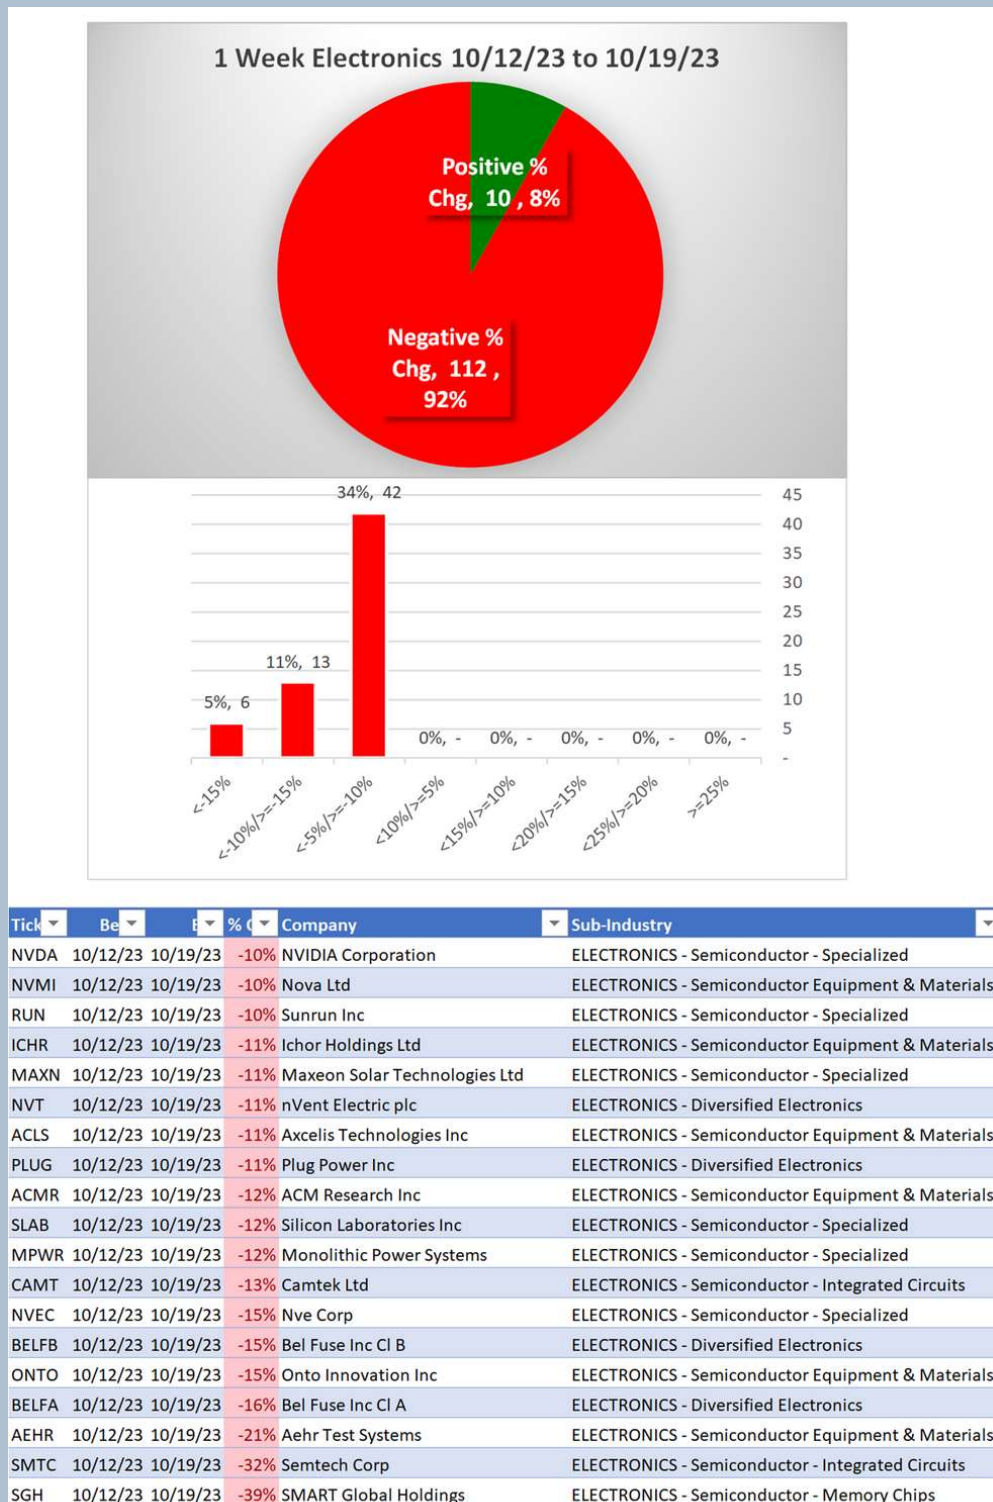 1 Week Electronics 10/12/23 to 10/19/23
Positive %
Chg, 10 , 8%
Negative %
Chg, 112 ,
92%
34%, 42
11%, 13
5%, 6
0%, - 0%, - 0%, - 0%, - 0%, -
45
40
35
30
25
20
15
10
5
-
<-15%
<-10%/>=-15%
<-5%/>=-10%
<10%/>=5%
<15%/>=10%
<20%/>=15%
<25%/>=20%
>=25%
Tick Be E % C Company Sub-Industry
NVDA 10/12/23 10/19/23 -10% NVIDIA Corporation ELECTRONICS - Semiconductor - Specialized
NVMI 10/12/23 10/19/23 -10% Nova Ltd ELECTRONICS - Semiconductor Equipment & Materials
RUN 10/12/23 10/19/23 -10% Sunrun Inc ELECTRONICS - Semiconductor - Specialized
ICHR 10/12/23 10/19/23 -11% Ichor Holdings Ltd ELECTRONICS - Semiconductor Equipment & Materials
MAXN 10/12/23 10/19/23 -11% Maxeon Solar Technologies Ltd ELECTRONICS - Semiconductor - Specialized
NVT 10/12/23 10/19/23 -11% nVent Electric plc ELECTRONICS - Diversified Electronics
ACLS 10/12/23 10/19/23 -11% Axcelis Technologies Inc ELECTRONICS - Semiconductor Equipment & Materials
PLUG 10/12/23 10/19/23 -11% Plug Power Inc ELECTRONICS - Diversified Electronics
ACMR 10/12/23 10/19/23 -12% ACM Research Inc ELECTRONICS - Semiconductor Equipment & Materials
SLAB 10/12/23 10/19/23 -12% Silicon Laboratories Inc ELECTRONICS - Semiconductor - Specialized
MPWR 10/12/23 10/19/23 -12% Monolithic Power Systems ELECTRONICS - Semiconductor - Specialized
CAMT 10/12/23 10/19/23 -13% Camtek Ltd ELECTRONICS - Semiconductor - Integrated Circuits
NVEC 10/12/23 10/19/23 -15% Nve Corp ELECTRONICS - Semiconductor - Specialized
BELFB 10/12/23 10/19/23 -15% Bel Fuse Inc Cl B ELECTRONICS - Diversified Electronics
ONTO 10/12/23 10/19/23 -15% Onto Innovation Inc ELECTRONICS - Semiconductor Equipment & Materials
BELFA 10/12/23 10/19/23 -16% Bel Fuse Inc Cl A ELECTRONICS - Diversified Electronics
AEHR 10/12/23 10/19/23 -21% Aehr Test Systems ELECTRONICS - Semiconductor Equipment & Materials
SMTC 10/12/23 10/19/23 -32% Semtech Corp ELECTRONICS - Semiconductor - Integrated Circuits
SGH 10/12/23 10/19/23 -39% SMART Global Holdings ELECTRONICS - Semiconductor - Memory Chips